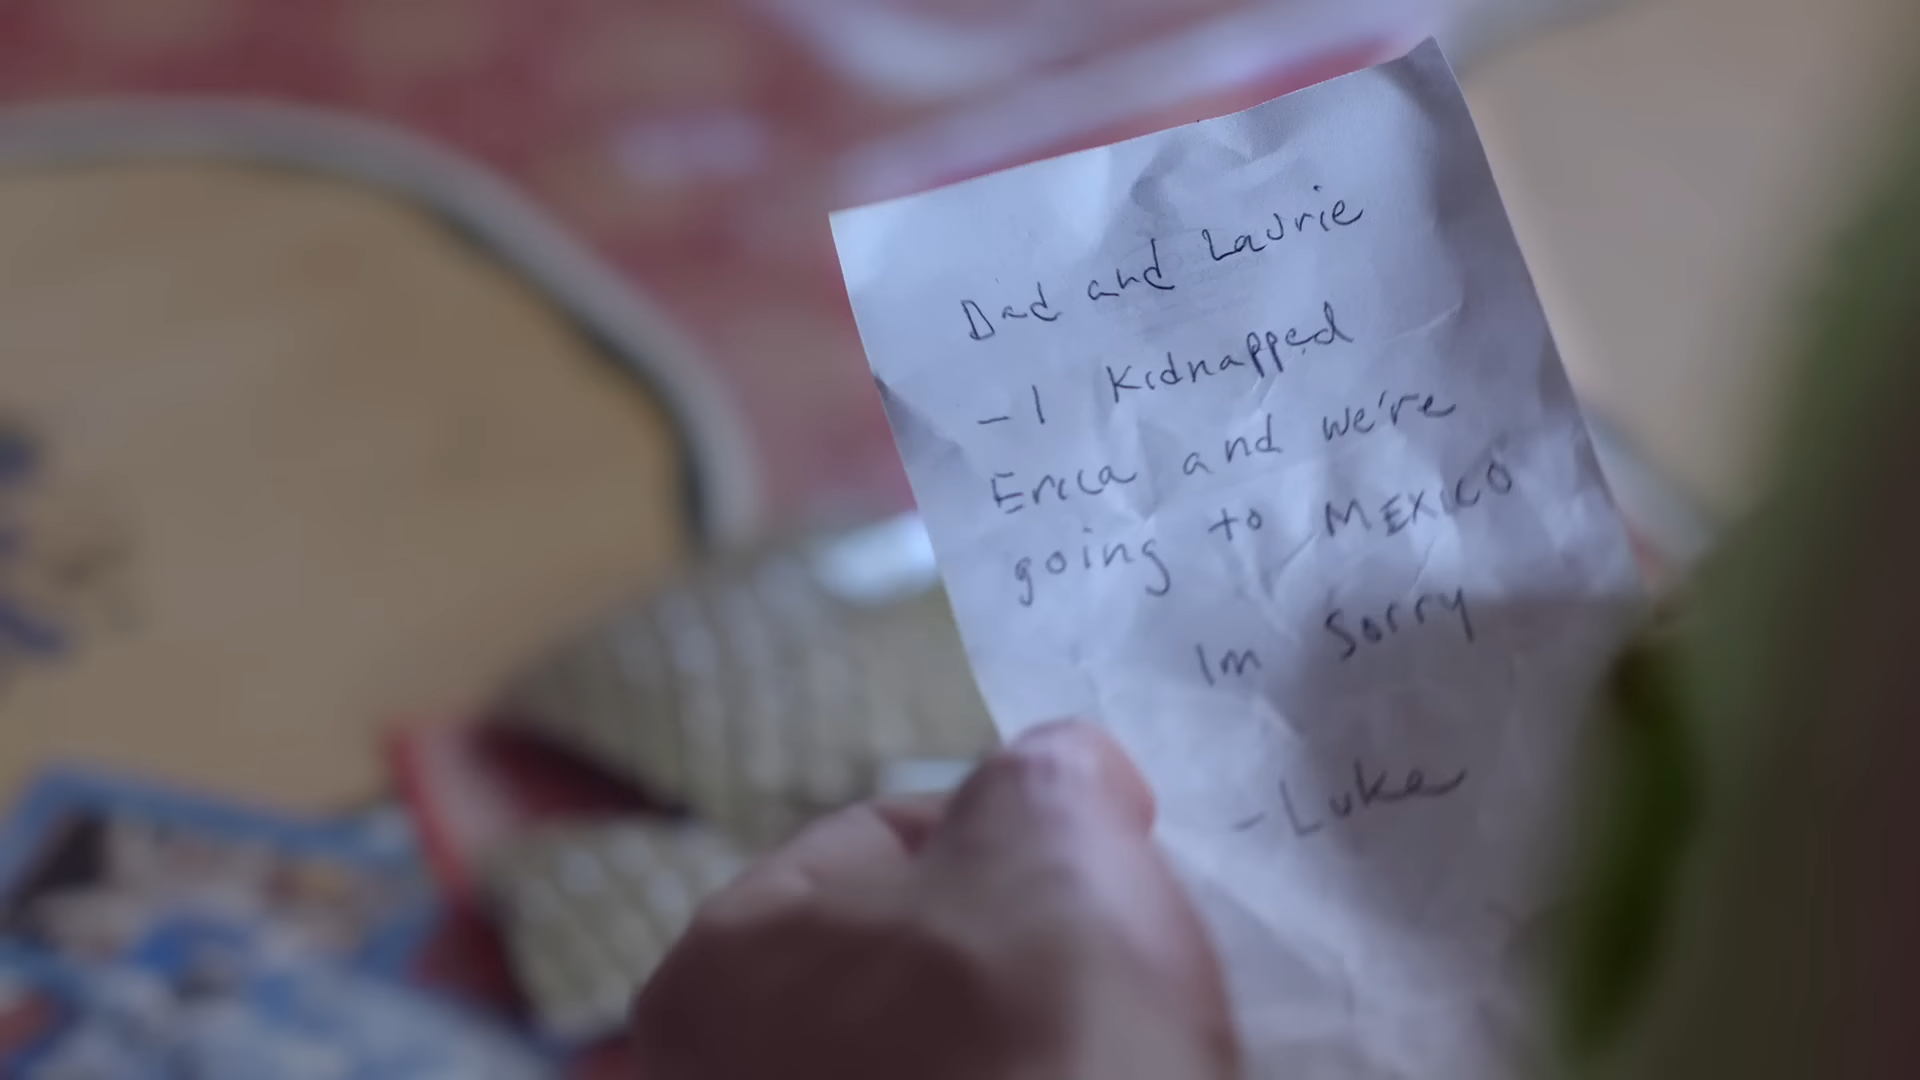 Dad and Laurie
- I Kidnapped
Erica and we're
going to MEXICO
Im Sorry
- Luke